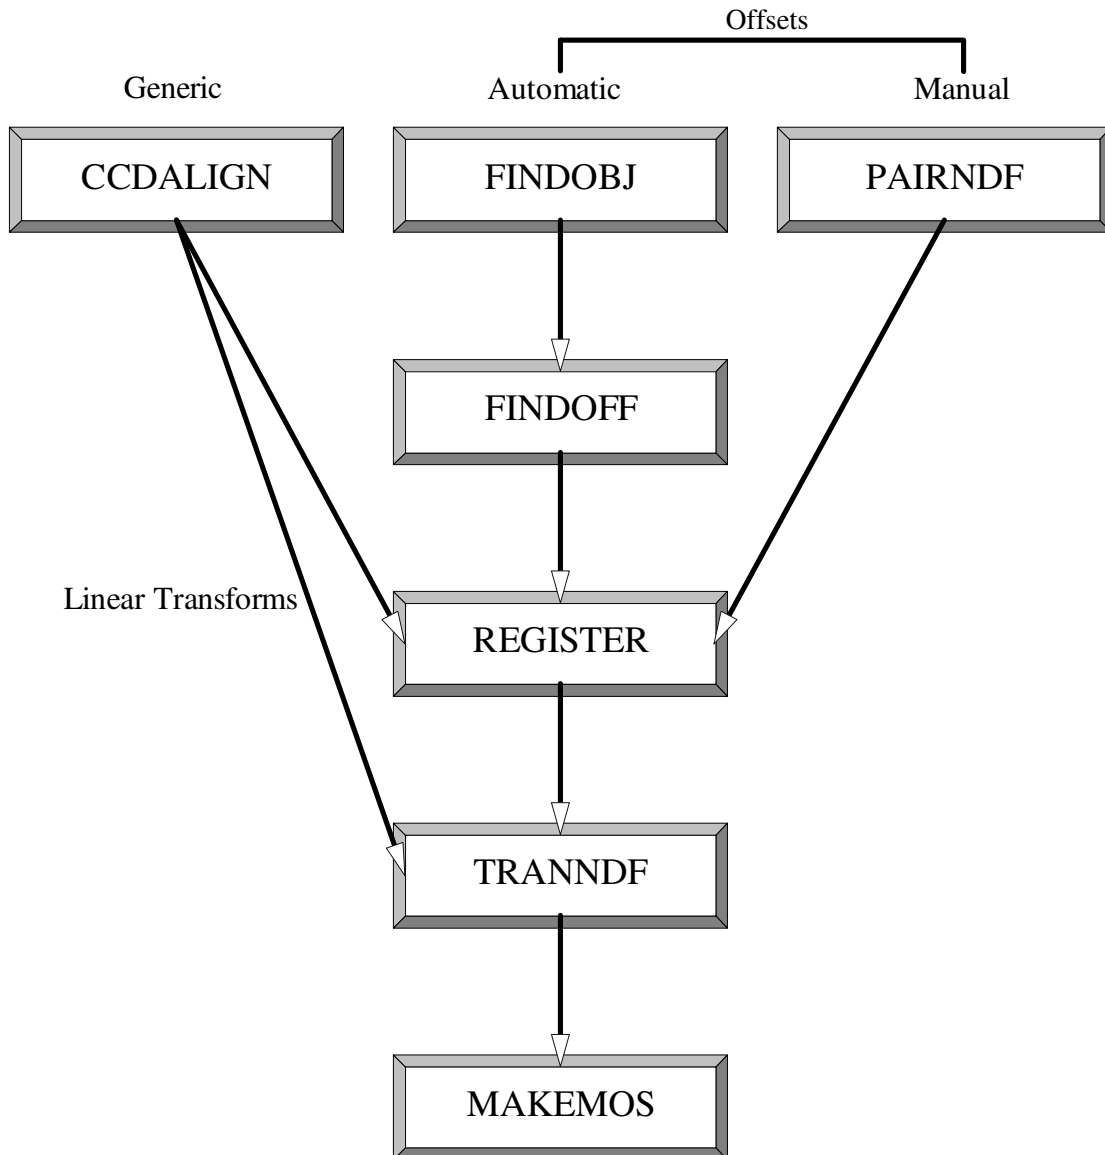 Offsets
Generic
Automatic
Manual
CCDALIGN
FINDOBJ
PAIRNDF
FINDOFF
Linear Transforms
REGISTER
TRANNDF
MAKEMOS